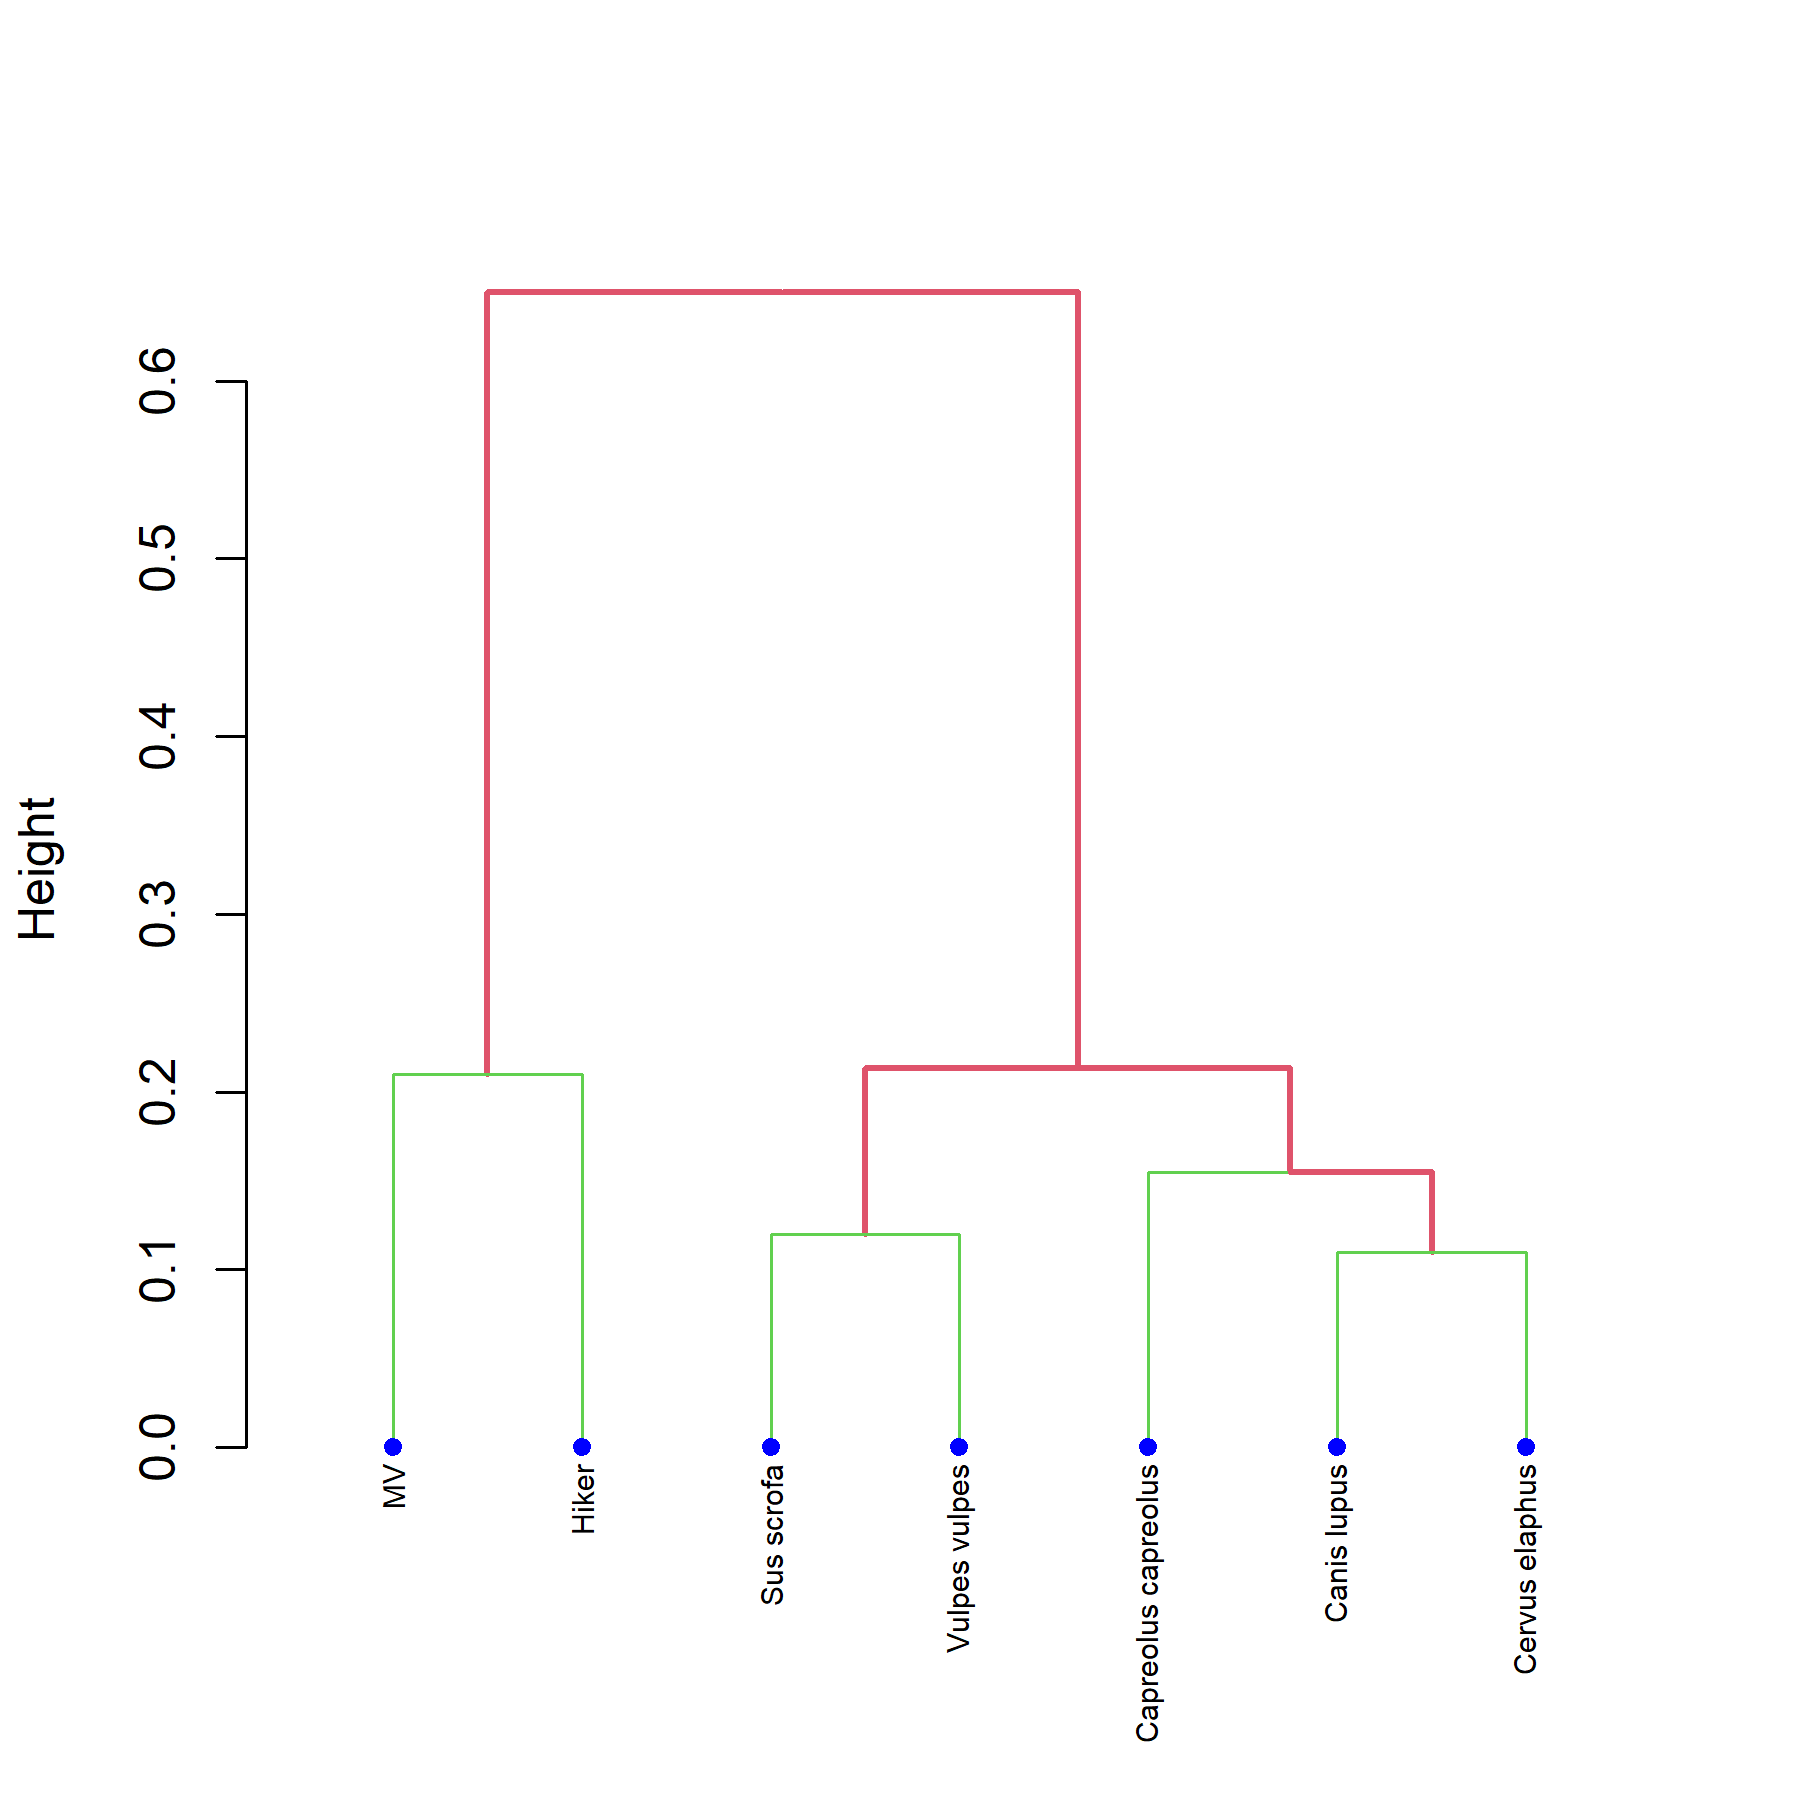 Height
0.6
0.5
0.4
0.3
0.2
0.1
0.0
MV
Hiker
Sus scrofa
Vulpes vulpes
Capreolus capreolus
Canis lupus
Cervus elaphus